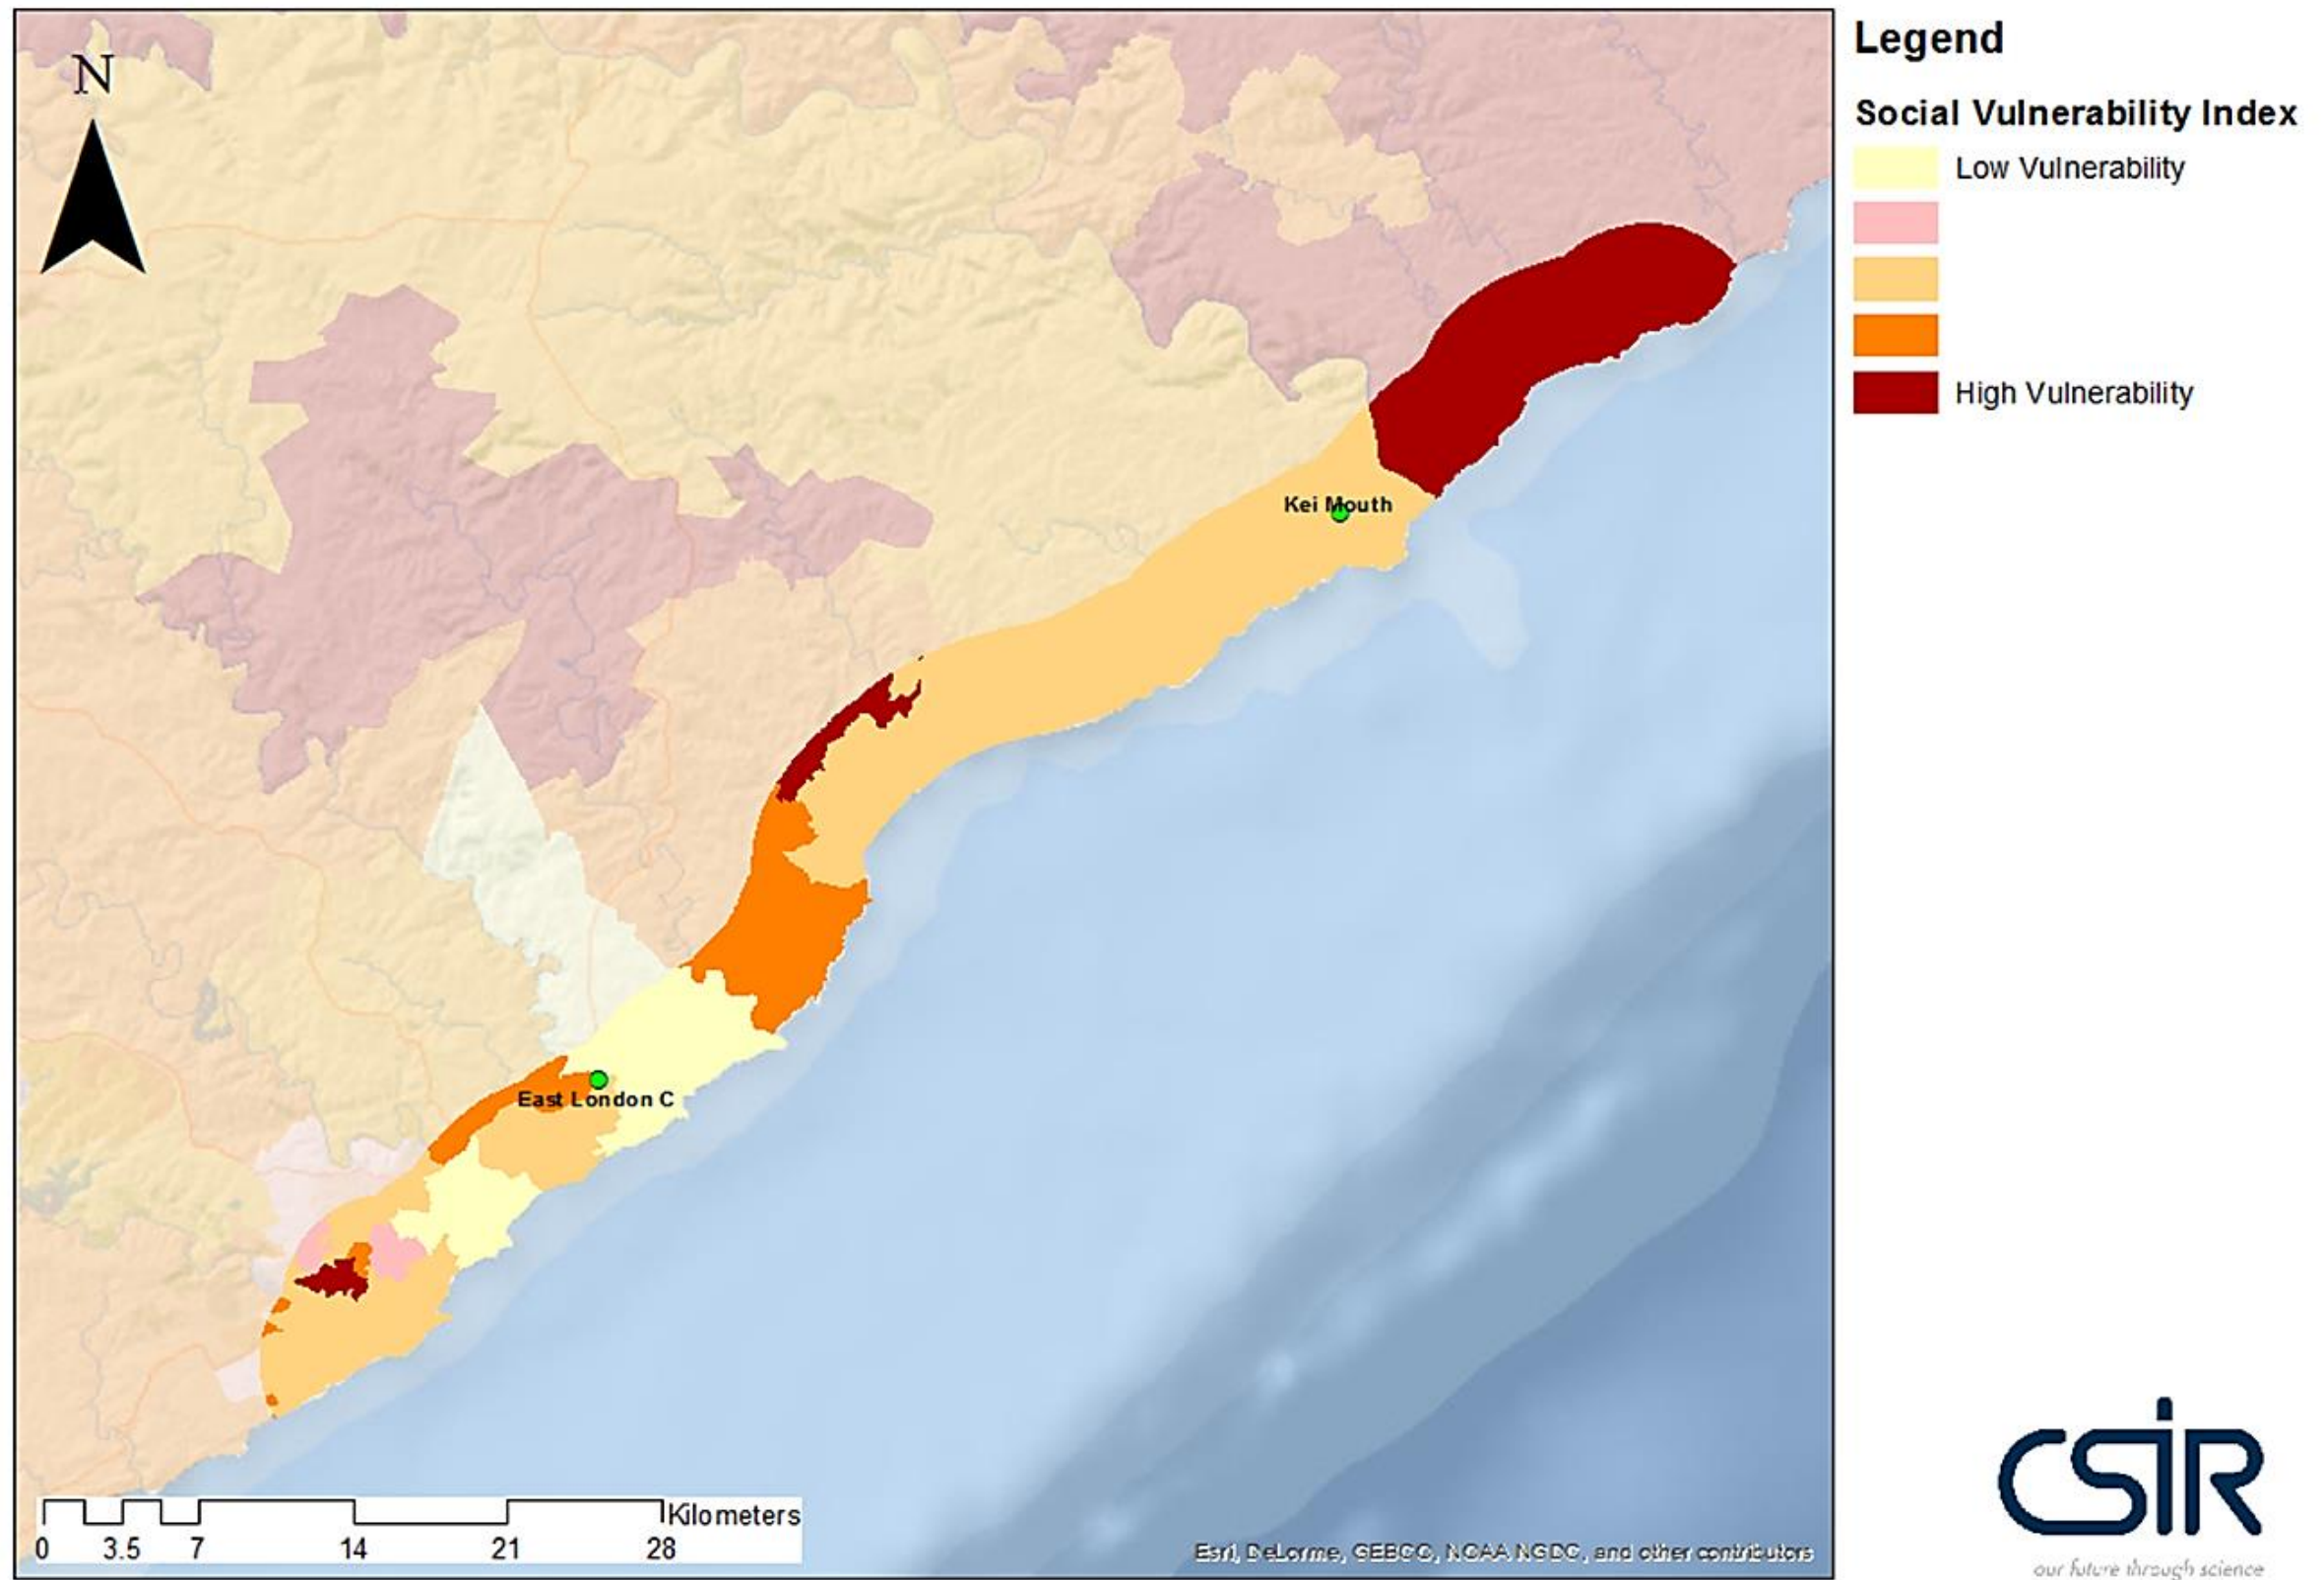 N
Kei Mouth
East London C
Kilometers
0 3.5 7 14 21 28
Esri, DeLorme, GEBCO, NOAA NGDC, and other contributors
Legend
Social Vulnerability Index
Low Vulnerability
High Vulnerability
CSIR
our future through science